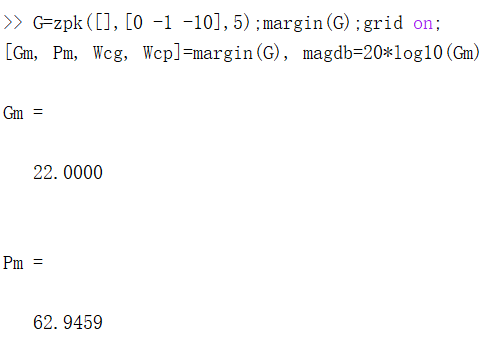 >> G=zpk([],[0 -1 -10],5);margin(G);grid on;
[Gm, Pm, Wcg, Wcp]=margin(G), magdb=20*log10(Gm)
Gm =
22.0000
Pm =
62.9459